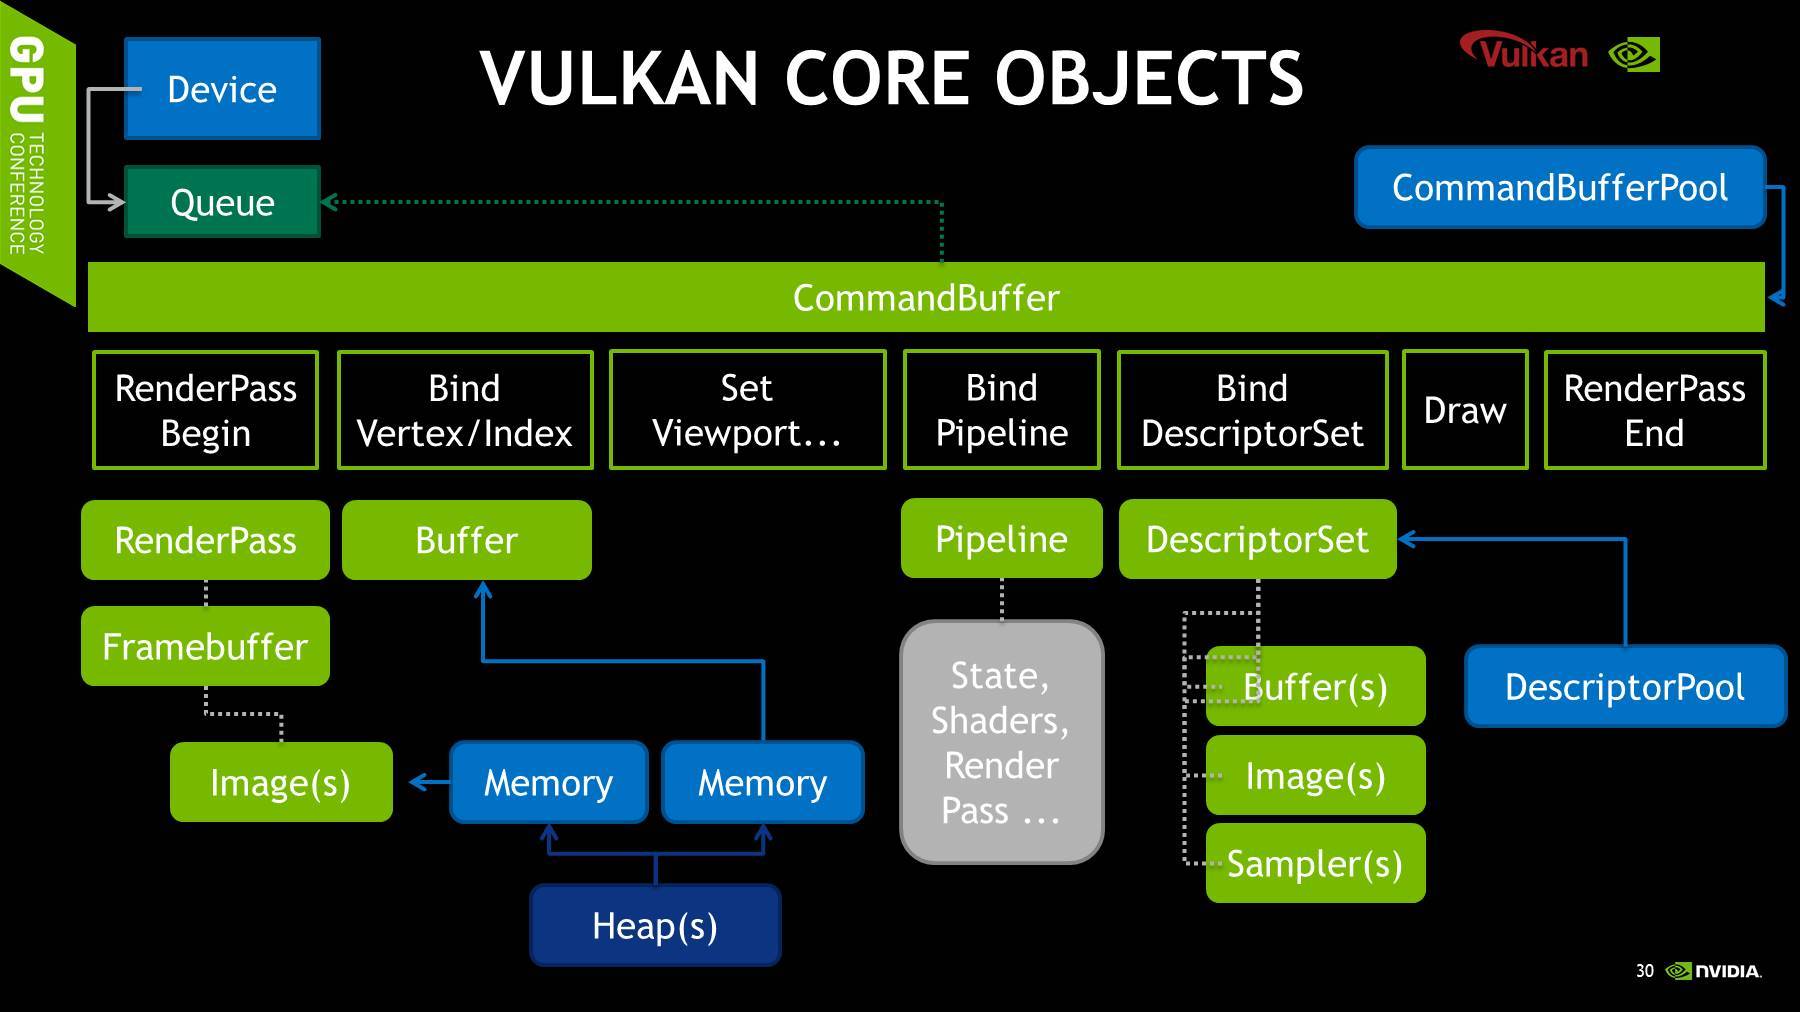 GPU TECHNOLOGY
CONFERENCE
VULKAN CORE OBJECTS
Vulkan
Device
Queue
CommandBufferPool
CommandBuffer
RenderPass
Begin
Bind
Vertex/Index
Set
Viewport...
Bind
Pipeline
Bind
DescriptorSet
Draw
RenderPass
End
RenderPass
Buffer
Pipeline
DescriptorSet
Framebuffer
State,
Shaders,
Render
Pass ...
Buffer(s)
DescriptorPool
Image(s)
Memory
Memory
Image(s)
Sampler(s)
Heap(s)
30
NVIDIA.